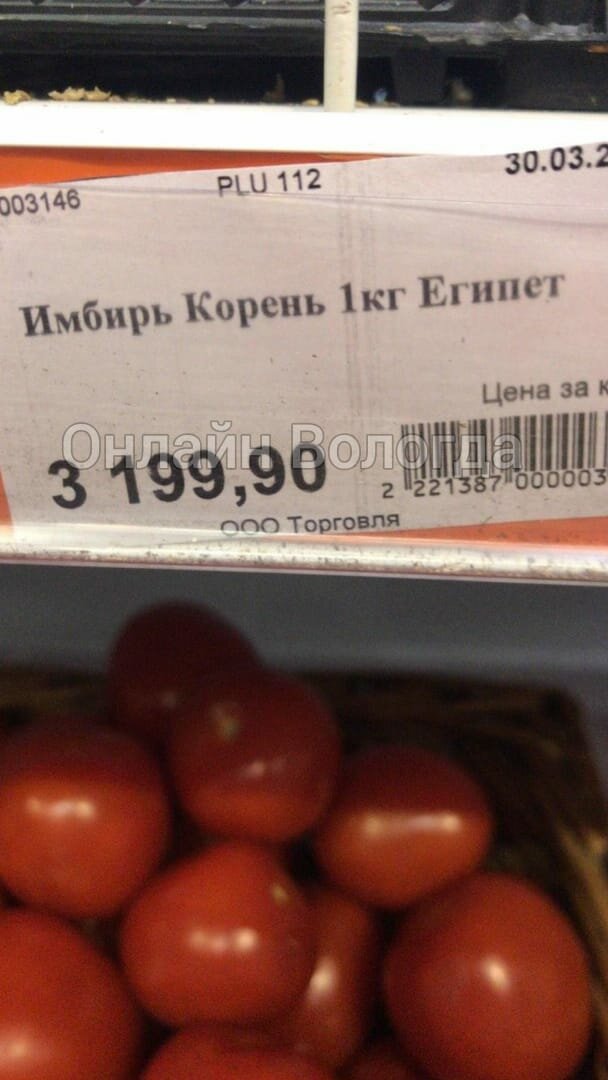 003146 PLU 112 30.03.2
Имбирь Корень 1кг Египет
Цена за к
Онлайн Вологда
3 199,90
2 221387 000003
ООО Торговля